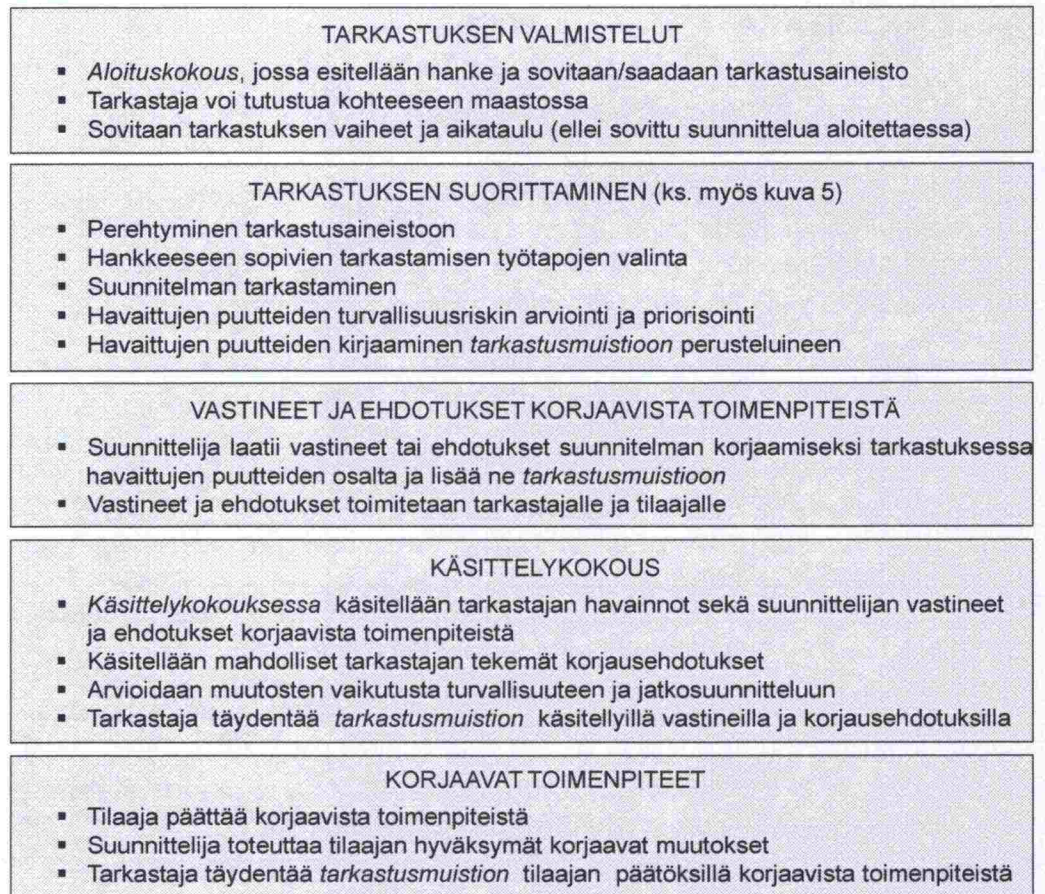 TARKASTUKSEN VALMISTELUT
▪ Aloituskokous, jossa esitellään hanke ja sovitaan/saadaan tarkastusaineisto
▪ Tarkastaja voi tutustua kohteeseen maastossa
▪ Sovitaan tarkastuksen vaiheet ja aikataulu (ellei sovittu suunnittelua aloitettaessa)
TARKASTUKSEN SUORITTAMINEN (ks. myös kuva 5)
▪ Perehtyminen tarkastusaineistoon
▪ Hankkeeseen sopivien tarkastamisen työtapojen valinta
▪ Suunnitelman tarkastaminen
▪ Havaittujen puutteiden turvallisuusriskin arviointi ja priorisointi
▪ Havaittujen puutteiden kirjaaminen tarkastusmuistioon perusteluineen
VASTINEET JA EHDOTUKSET KORJAAVISTA TOIMENPITEISTÄ
▪ Suunnittelija laatii vastineet tai ehdotukset suunnitelman korjaamiseksi tarkastuksessa
havaittujen puutteiden osalta ja lisää ne tarkastusmuistioon
▪ Vastineet ja ehdotukset toimitetaan tarkastajalle ja tilaajalle
KÄSITTELYKOKOUS
▪ Käsittelykokouksessa käsitellään tarkastajan havainnot sekä suunnittelijan vastineet
ja ehdotukset korjaavista toimenpiteistä
▪ Käsitellään mahdolliset tarkastajan tekemät korjausehdotukset
▪ Arvioidaan muutosten vaikutusta turvallisuuteen ja jatkosuunnitteluun
▪ Tarkastaja täydentää tarkastusmuistion käsitellyillä vastineilla ja korjausehdotuksilla
KORJAAVAT TOIMENPITEET
▪ Tilaaja päättää korjaavista toimenpiteistä
▪ Suunnittelija toteuttaa tilaajan hyväksymät korjaavat muutokset
▪ Tarkastaja täydentää tarkastusmuistion tilaajan päätöksillä korjaavista toimenpiteistä